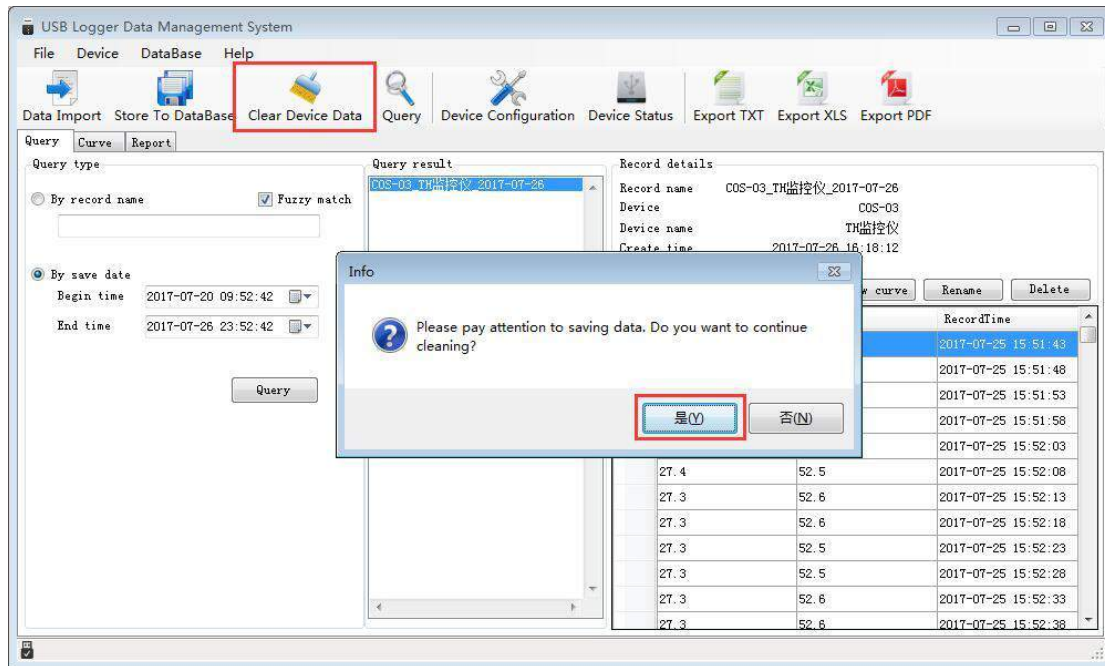 USB Logger Data Management System
File Device DataBase Help
Data Import Store To DataBase Clear Device Data Query Device Configuration Device Status Export TXT Export XLS Export PDF
Query Curve Report
Query type
By record name Fuzzy match
By save date
Begin time 2017-07-20 09:52:42
End time 2017-07-26 23:52:42
Query
Query result
COS-03_TH监控仪_2017-07-26
Record details
Record name COS-03_TH监控仪_2017-07-26
Device COS-03
Device name TH监控仪
Create time 2017-07-26 16:18:12
curve Rename Delete
RecordTime
2017-07-25 15:51:43
2017-07-25 15:51:48
2017-07-25 15:51:53
2017-07-25 15:51:58
2017-07-25 15:52:03
27.4 52.5 2017-07-25 15:52:08
27.3 52.6 2017-07-25 15:52:13
27.3 52.6 2017-07-25 15:52:18
27.3 52.5 2017-07-25 15:52:23
27.3 52.5 2017-07-25 15:52:28
27.3 52.6 2017-07-25 15:52:33
27.3 52.6 2017-07-25 15:52:38
Info
Please pay attention to saving data. Do you want to continue
cleaning?
是(Y) 否(N)